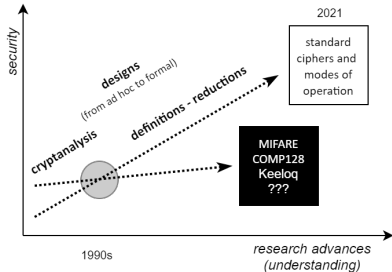 2021
security
standard
ciphers and
modes of
operation
designs
(from ad hoc to formal)
definitions - reductions
cryptanalysis
MIFARE
COMP128
Keeloq
???
1990s
research advances
(understanding)